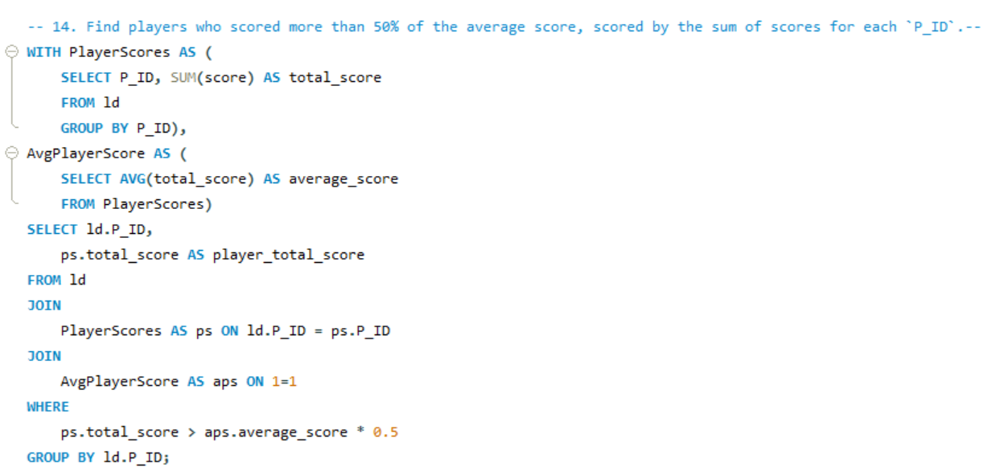 -- 14. Find players who scored more than 50% of the average score, scored by the sum of scores for each `P_ID`.--
WITH PlayerScores AS (
SELECT P_ID, SUM(score) AS total_score
FROM ld
GROUP BY P_ID),
AvgPlayerScore AS (
SELECT AVG(total_score) AS average_score
FROM PlayerScores)
SELECT ld.P_ID,
ps.total_score AS player_total_score
FROM ld
JOIN
PlayerScores AS ps ON ld.P_ID = ps.P_ID
JOIN
AvgPlayerScore AS aps ON 1=1
WHERE
ps.total_score > aps.average_score * 0.5
GROUP BY ld.P_ID;